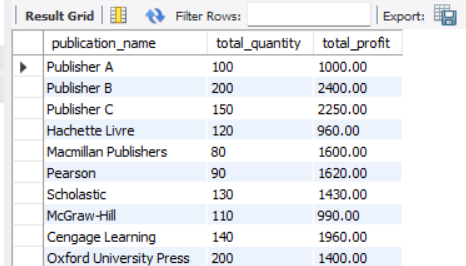 Result Grid Filter Rows: Export:
publication_name total_quantity total_profit
Publisher A 100 1000.00
Publisher B 200 2400.00
Publisher C 150 2250.00
Hachette Livre 120 960.00
Macmillan Publishers 80 1600.00
Pearson 90 1620.00
Scholastic 130 1430.00
McGraw-Hill 110 990.00
Cengage Learning 140 1960.00
Oxford University Press 200 1400.00